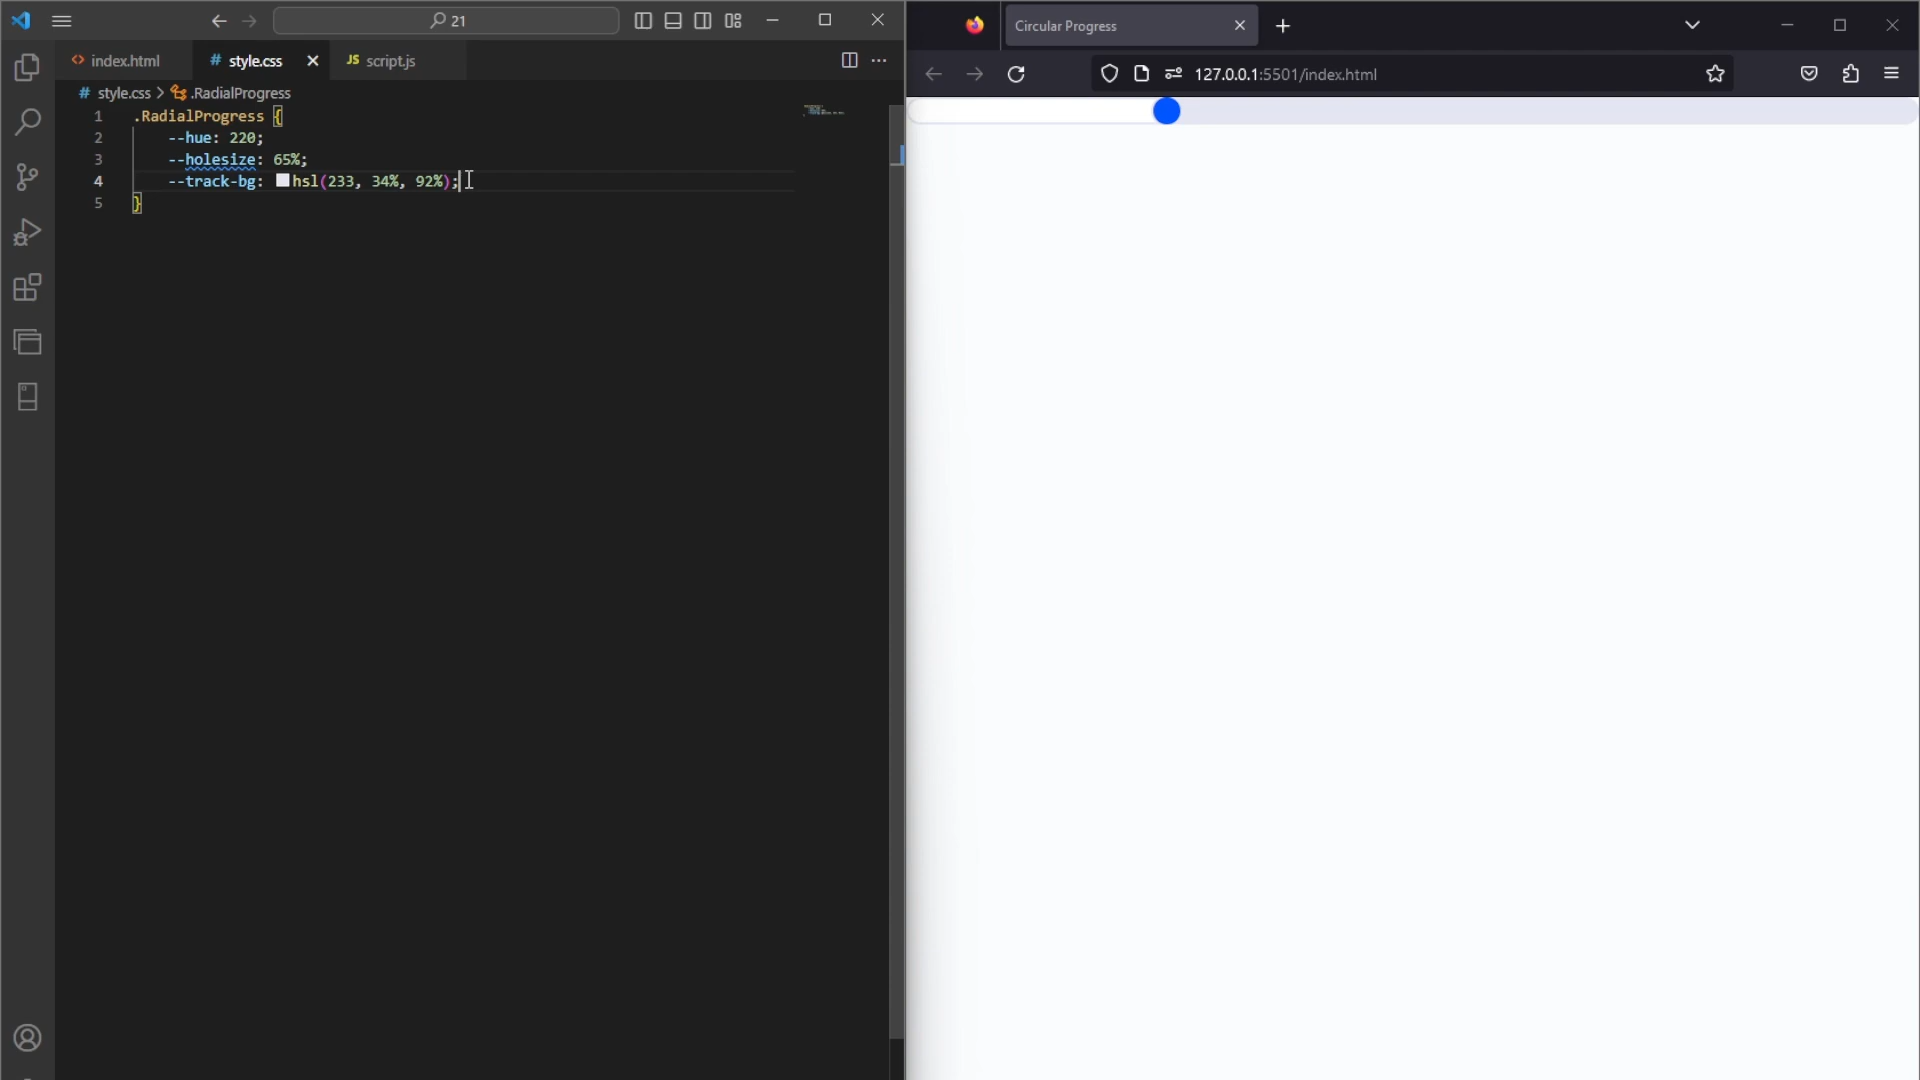 21
index.html
style.css
JS script.js
# style.css > .RadialProgress
1 .RadialProgress {
2 --hue: 220;
3 --holesize: 65%;
4 --track-bg: hsl(233, 34%, 92%);
5 }
Circular Progress
127.0.0.1:5501/index.html